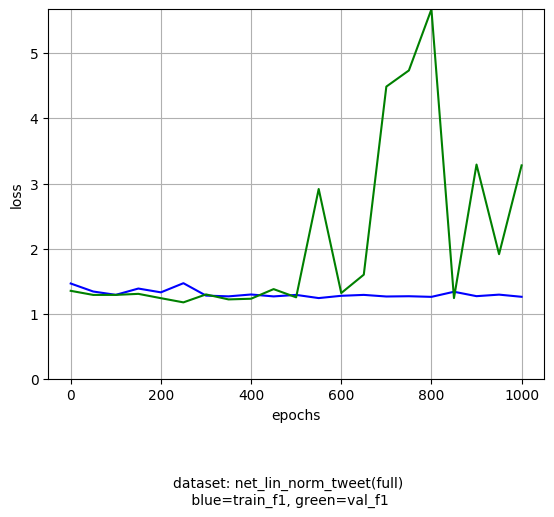 5
4
3
2
1
0
loss
0 200 400 600 800 1000
epochs
dataset: net_lin_norm_tweet(full)
blue=train_f1, green=val_f1